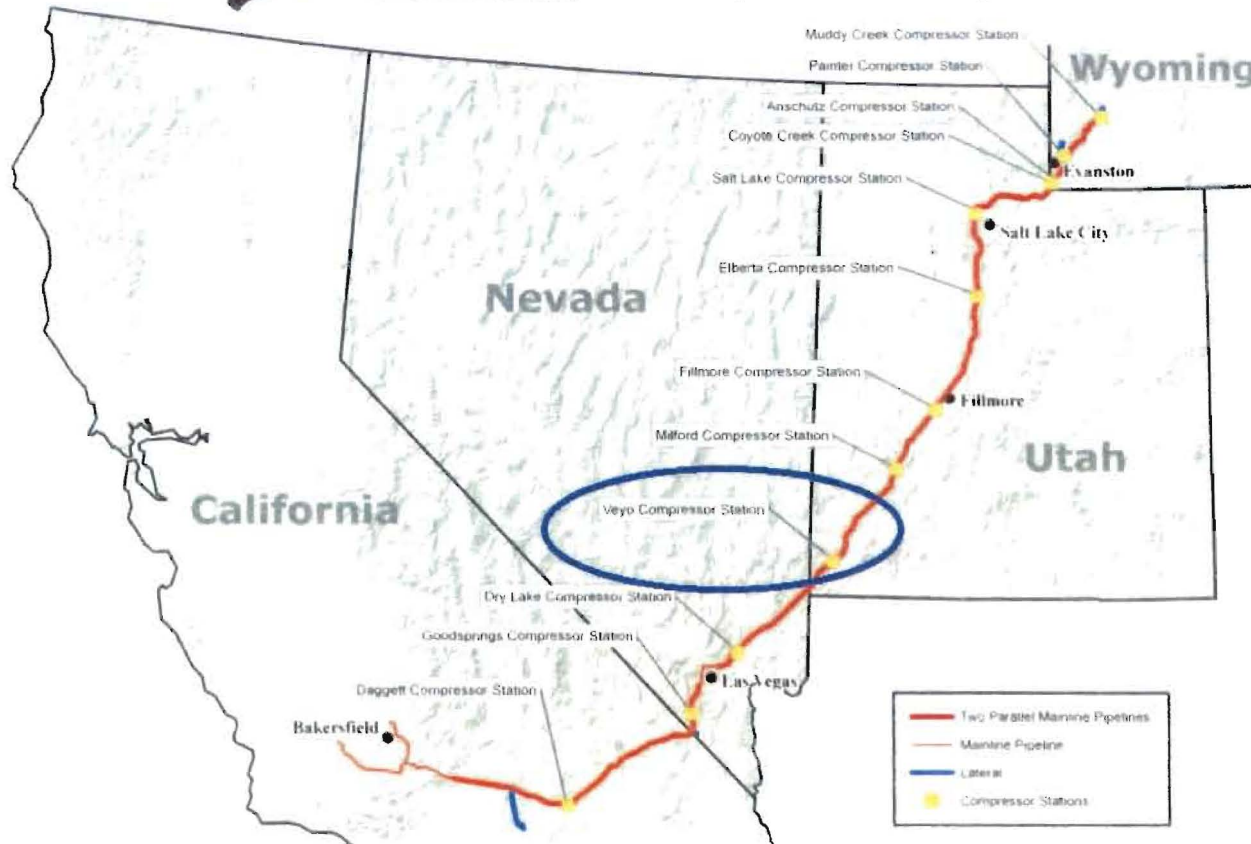 Muddy Creek Compressor Station
Painter Compressor Station
Wyoming
Anschutz Compressor Station
Coyote Creek Compressor Station
Evanston
Salt Lake Compressor Station
Salt Lake City
Elberta Compressor Station
Nevada
Fillmore Compressor Station
Fillmore
Milford Compressor Station
Utah
California
Veyo Compressor Station
Dry Lake Compressor Station
Goodsprings Compressor Station
Las Vegas
Daggett Compressor Station
Bakersfield
Two Parallel Mainline Pipelines
Mainline Pipeline
Lateral
Compressor Stations